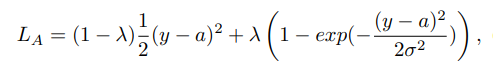 L_A = (1 − λ) \frac{1}{2} (y − a)^2 + λ \left( 1 − exp(−\frac{(y − a)^2}{2σ^2}) \right),